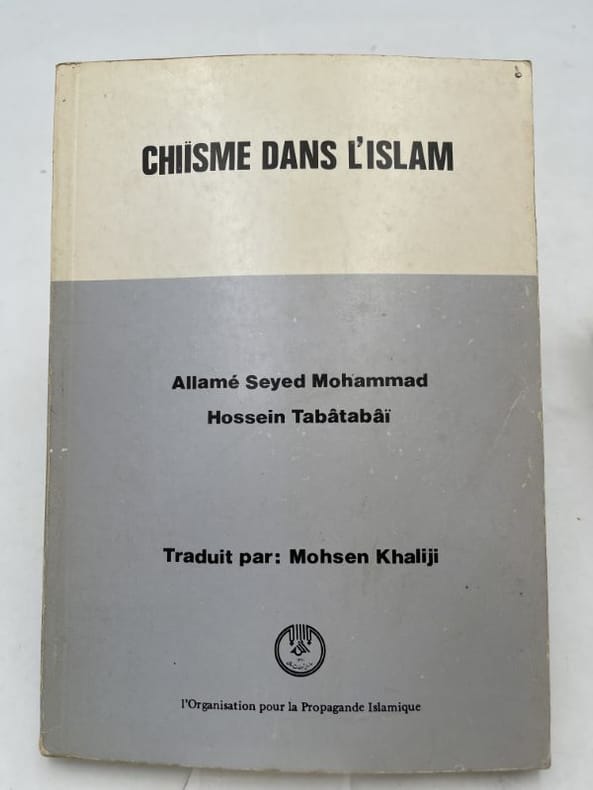 CHIÏSME DANS L'ISLAM
Allamé Seyed Mohammad
Hossein Tabâtabâï
Traduit par: Mohsen Khaliji
l'Organisation pour la Propagande Islamique